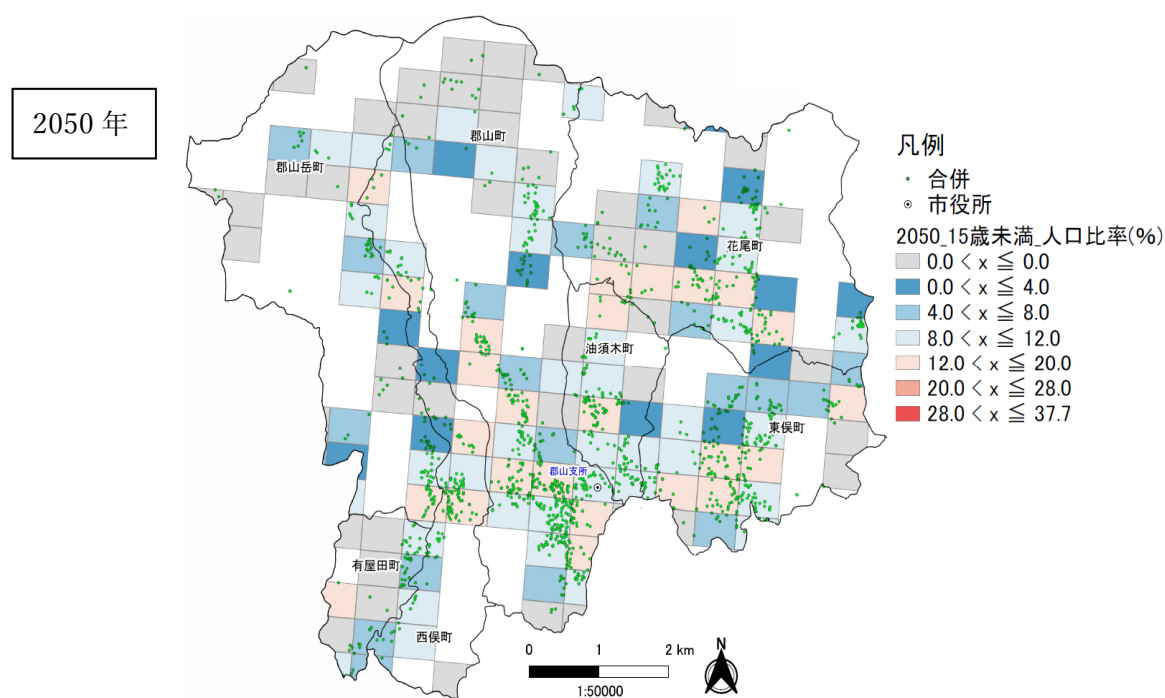 2050 年
郡山町
郡山岳町
花尾町
油須木町
東俣町
郡山支所
有屋田町
西俣町
凡例
合併
市役所
2050_15歳未満_人口比率(%)
0.0 < x ≦ 0.0
0.0 < x ≦ 4.0
4.0 < x ≦ 8.0
8.0 < x ≦ 12.0
12.0 < x ≦ 20.0
20.0 < x ≦ 28.0
28.0 < x ≦ 37.7
0 1 2 km
1:50000
N